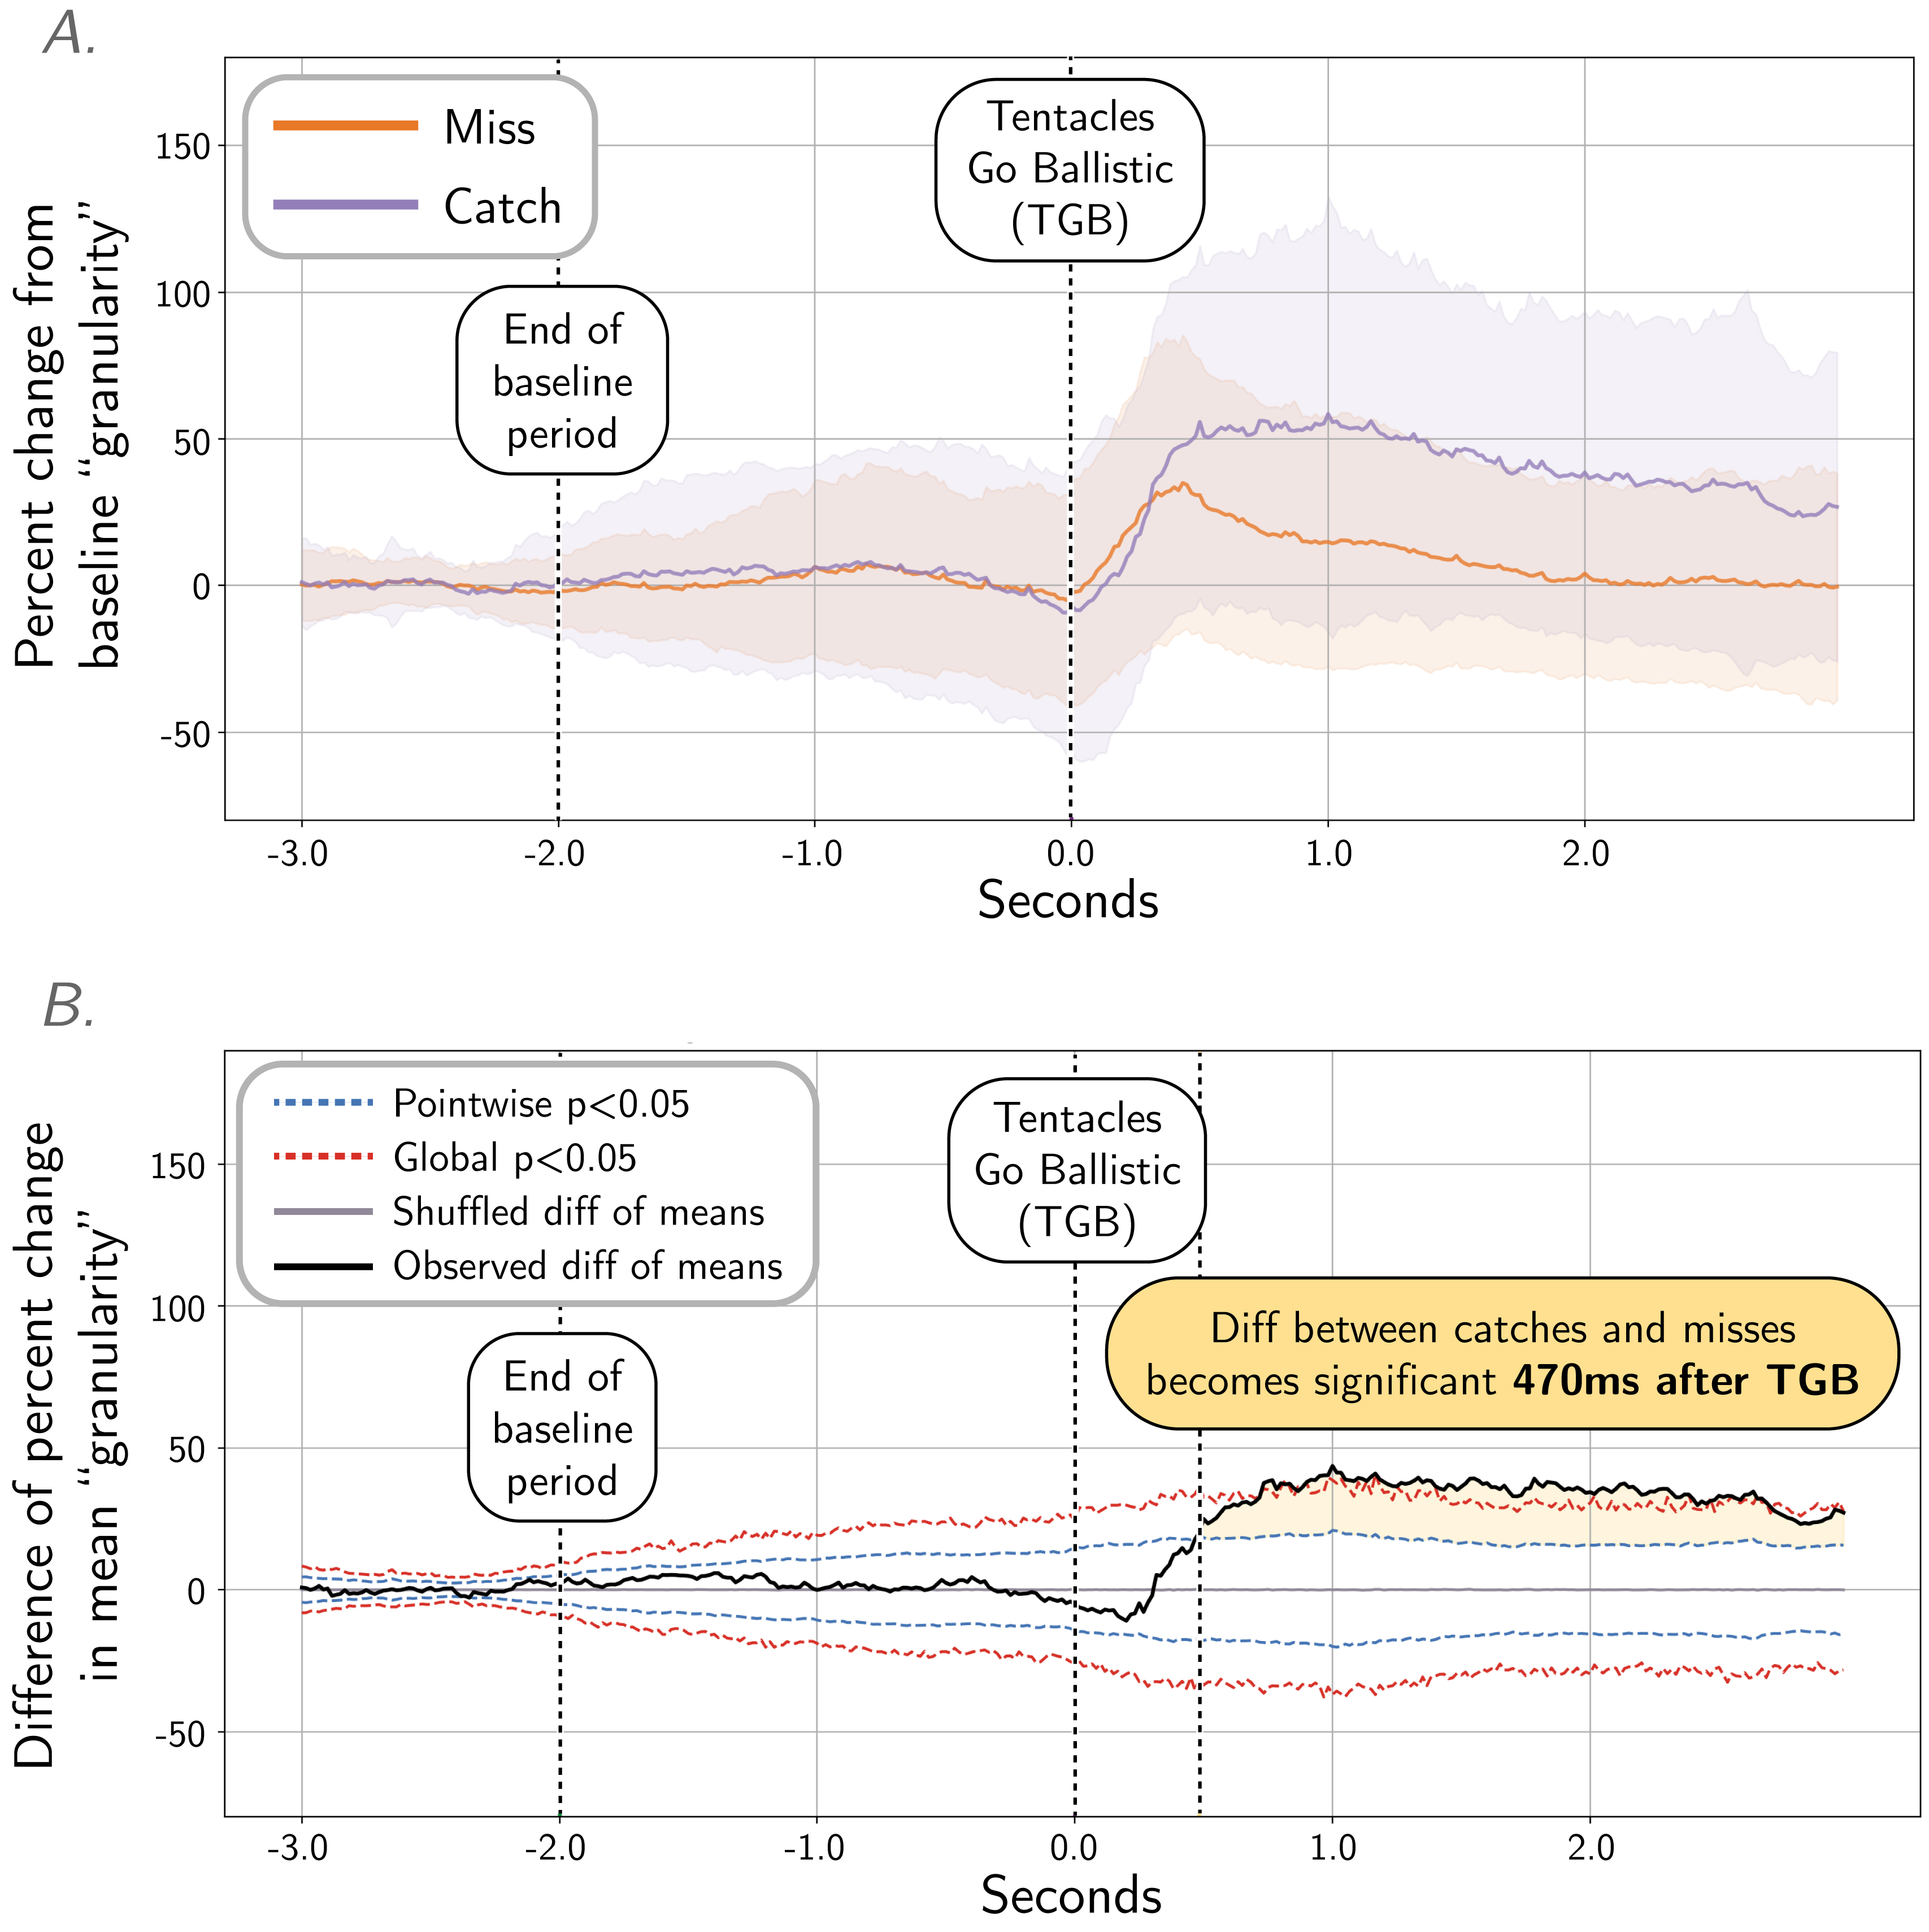 A.
Miss
Catch
Tentacles
Go Ballistic
(TGB)
End of
baseline
period
Percent change from
baseline “granularity”
150
100
50
0
-50
-3.0
-2.0
-1.0
0.0
1.0
2.0
Seconds
B.
Pointwise p<0.05
Global p<0.05
Shuffled diff of means
Observed diff of means
Tentacles
Go Ballistic
(TGB)
Diff between catches and misses
becomes significant 470ms after TGB
End of
baseline
period
Difference of percent change
in mean “granularity”
150
100
50
0
-50
-3.0
-2.0
-1.0
0.0
1.0
2.0
Seconds